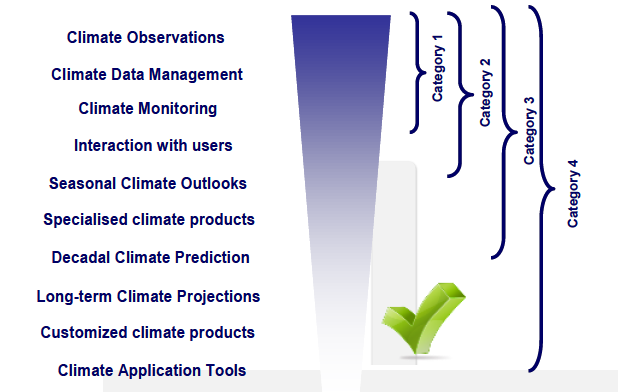 Climate Observations
Climate Data Management
Climate Monitoring
Interaction with users
Seasonal Climate Outlooks
Specialised climate products
Decadal Climate Prediction
Long-term Climate Projections
Customized climate products
Climate Application Tools
Category 1
Category 2
Category 3
Category 4